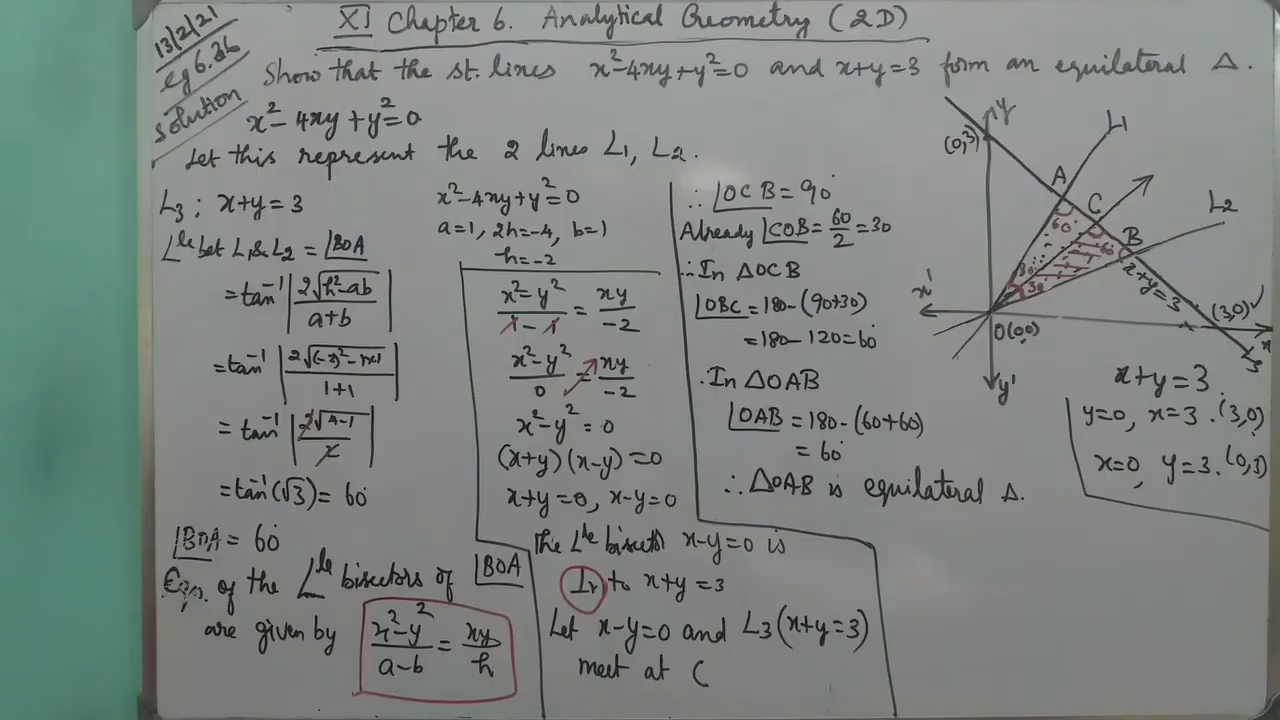 13/2/21
eg 6.26
Solution
XI Chapter 6. Analytical Geometry (2D)
Show that the st. lines x²-4xy+y²=0 and x+y=3 form an equilateral Δ.
x²-4xy+y²=0
Let this represent the 2 lines L1, L2.
L3: x+y=3
∠le bet L1 & L2 = ∠BOA
=tan⁻¹|2√(h²-ab)/(a+b)|
=tan⁻¹|2√((-2)²-1×1)/(1+1)|
=tan⁻¹|2√(4-1)/2|
=tan⁻¹(√3)=60°
∠BOA=60°
Eqn. of the ∠le bisectors of ∠BOA
are given by (x²-y²)/(a-b)=xy/h
x²-4xy+y²=0
a=1, 2h=-4, b=1
h=-2
(x²-y²)/(1-1)=xy/-2
(x²-y²)/0=xy/-2
x²-y²=0
(x+y)(x-y)=0
x+y=0, x-y=0
The ∠le bisector x-y=0 is
⊥r to x+y=3
Let x-y=0 and L3(x+y=3)
meet at C
∴ ∠OCB=90°
Already ∠COB=60/2=30
∴ In ΔOCB
∠OBC=180-(90+30)
=180-120=60°
∴ In ΔOAB
∠OAB=180-(60+60)
=60°
∴ ΔOAB is equilateral Δ.
y
L1
(0,3)
A
C
L2
60
B
60
30
30
x+y=3
x'
(3,0)
O(0,0)
x
L3
y'
x+y=3
y=0, x=3. (3,0)
x=0, y=3. (0,3)